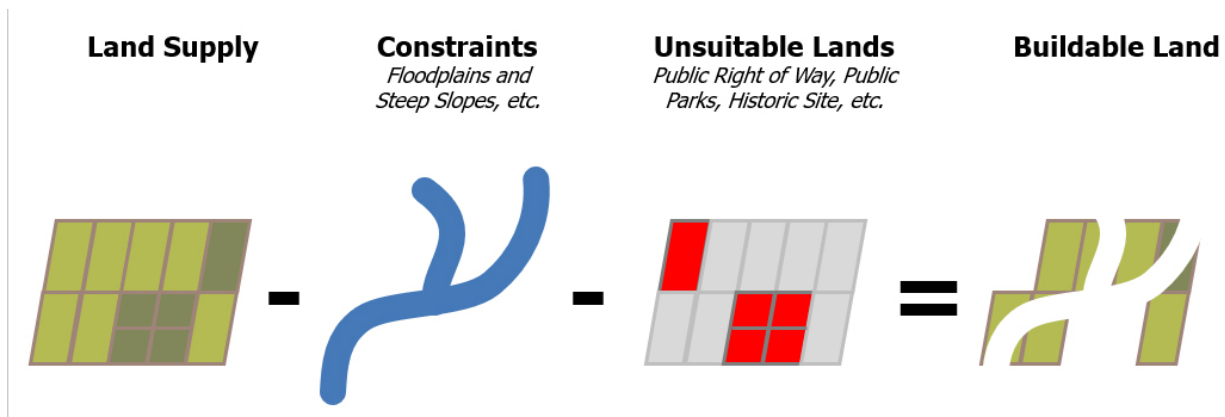 Land Supply
Constraints
Floodplains and
Steep Slopes, etc.
Unsuitable Lands
Public Right of Way, Public
Parks, Historic Site, etc.
Buildable Land